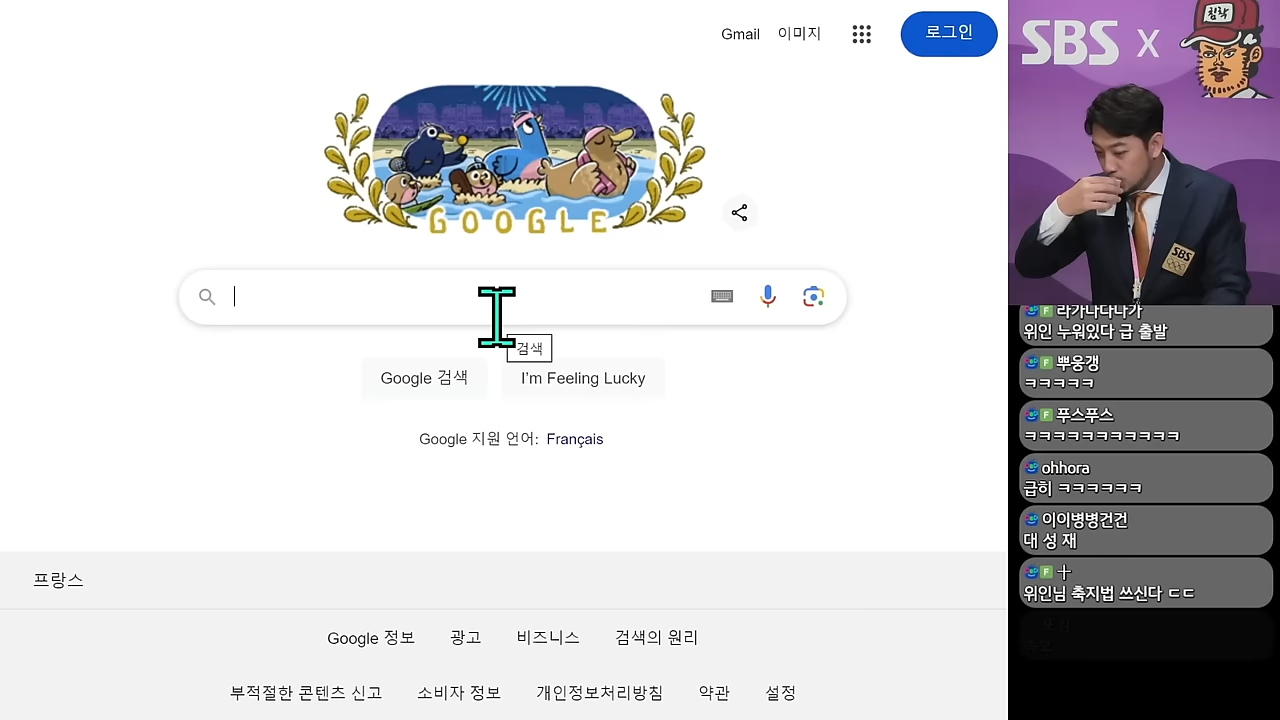 Gmail 이미지
로그인
GOOGLE
검색
Google 검색
I'm Feeling Lucky
Google 지원 언어: Français
프랑스
Google 정보 광고 비즈니스 검색의 원리
부적절한 콘텐츠 신고 소비자 정보 개인정보처리방침 약관 설정
SBS X
침착
SBS
F 라가나다나가
위인 누워있다 급 출발
F 뿌웅갱
ㅋㅋㅋㅋㅋ
F 푸스푸스
ㅋㅋㅋㅋㅋㅋㅋㅋㅋㅋㅋ
ohhora
급히 ㅋㅋㅋㅋㅋㅋ
이이병병건건
대 성 재
F 十
위인님 축지법 쓰신다 ㄷㄷ